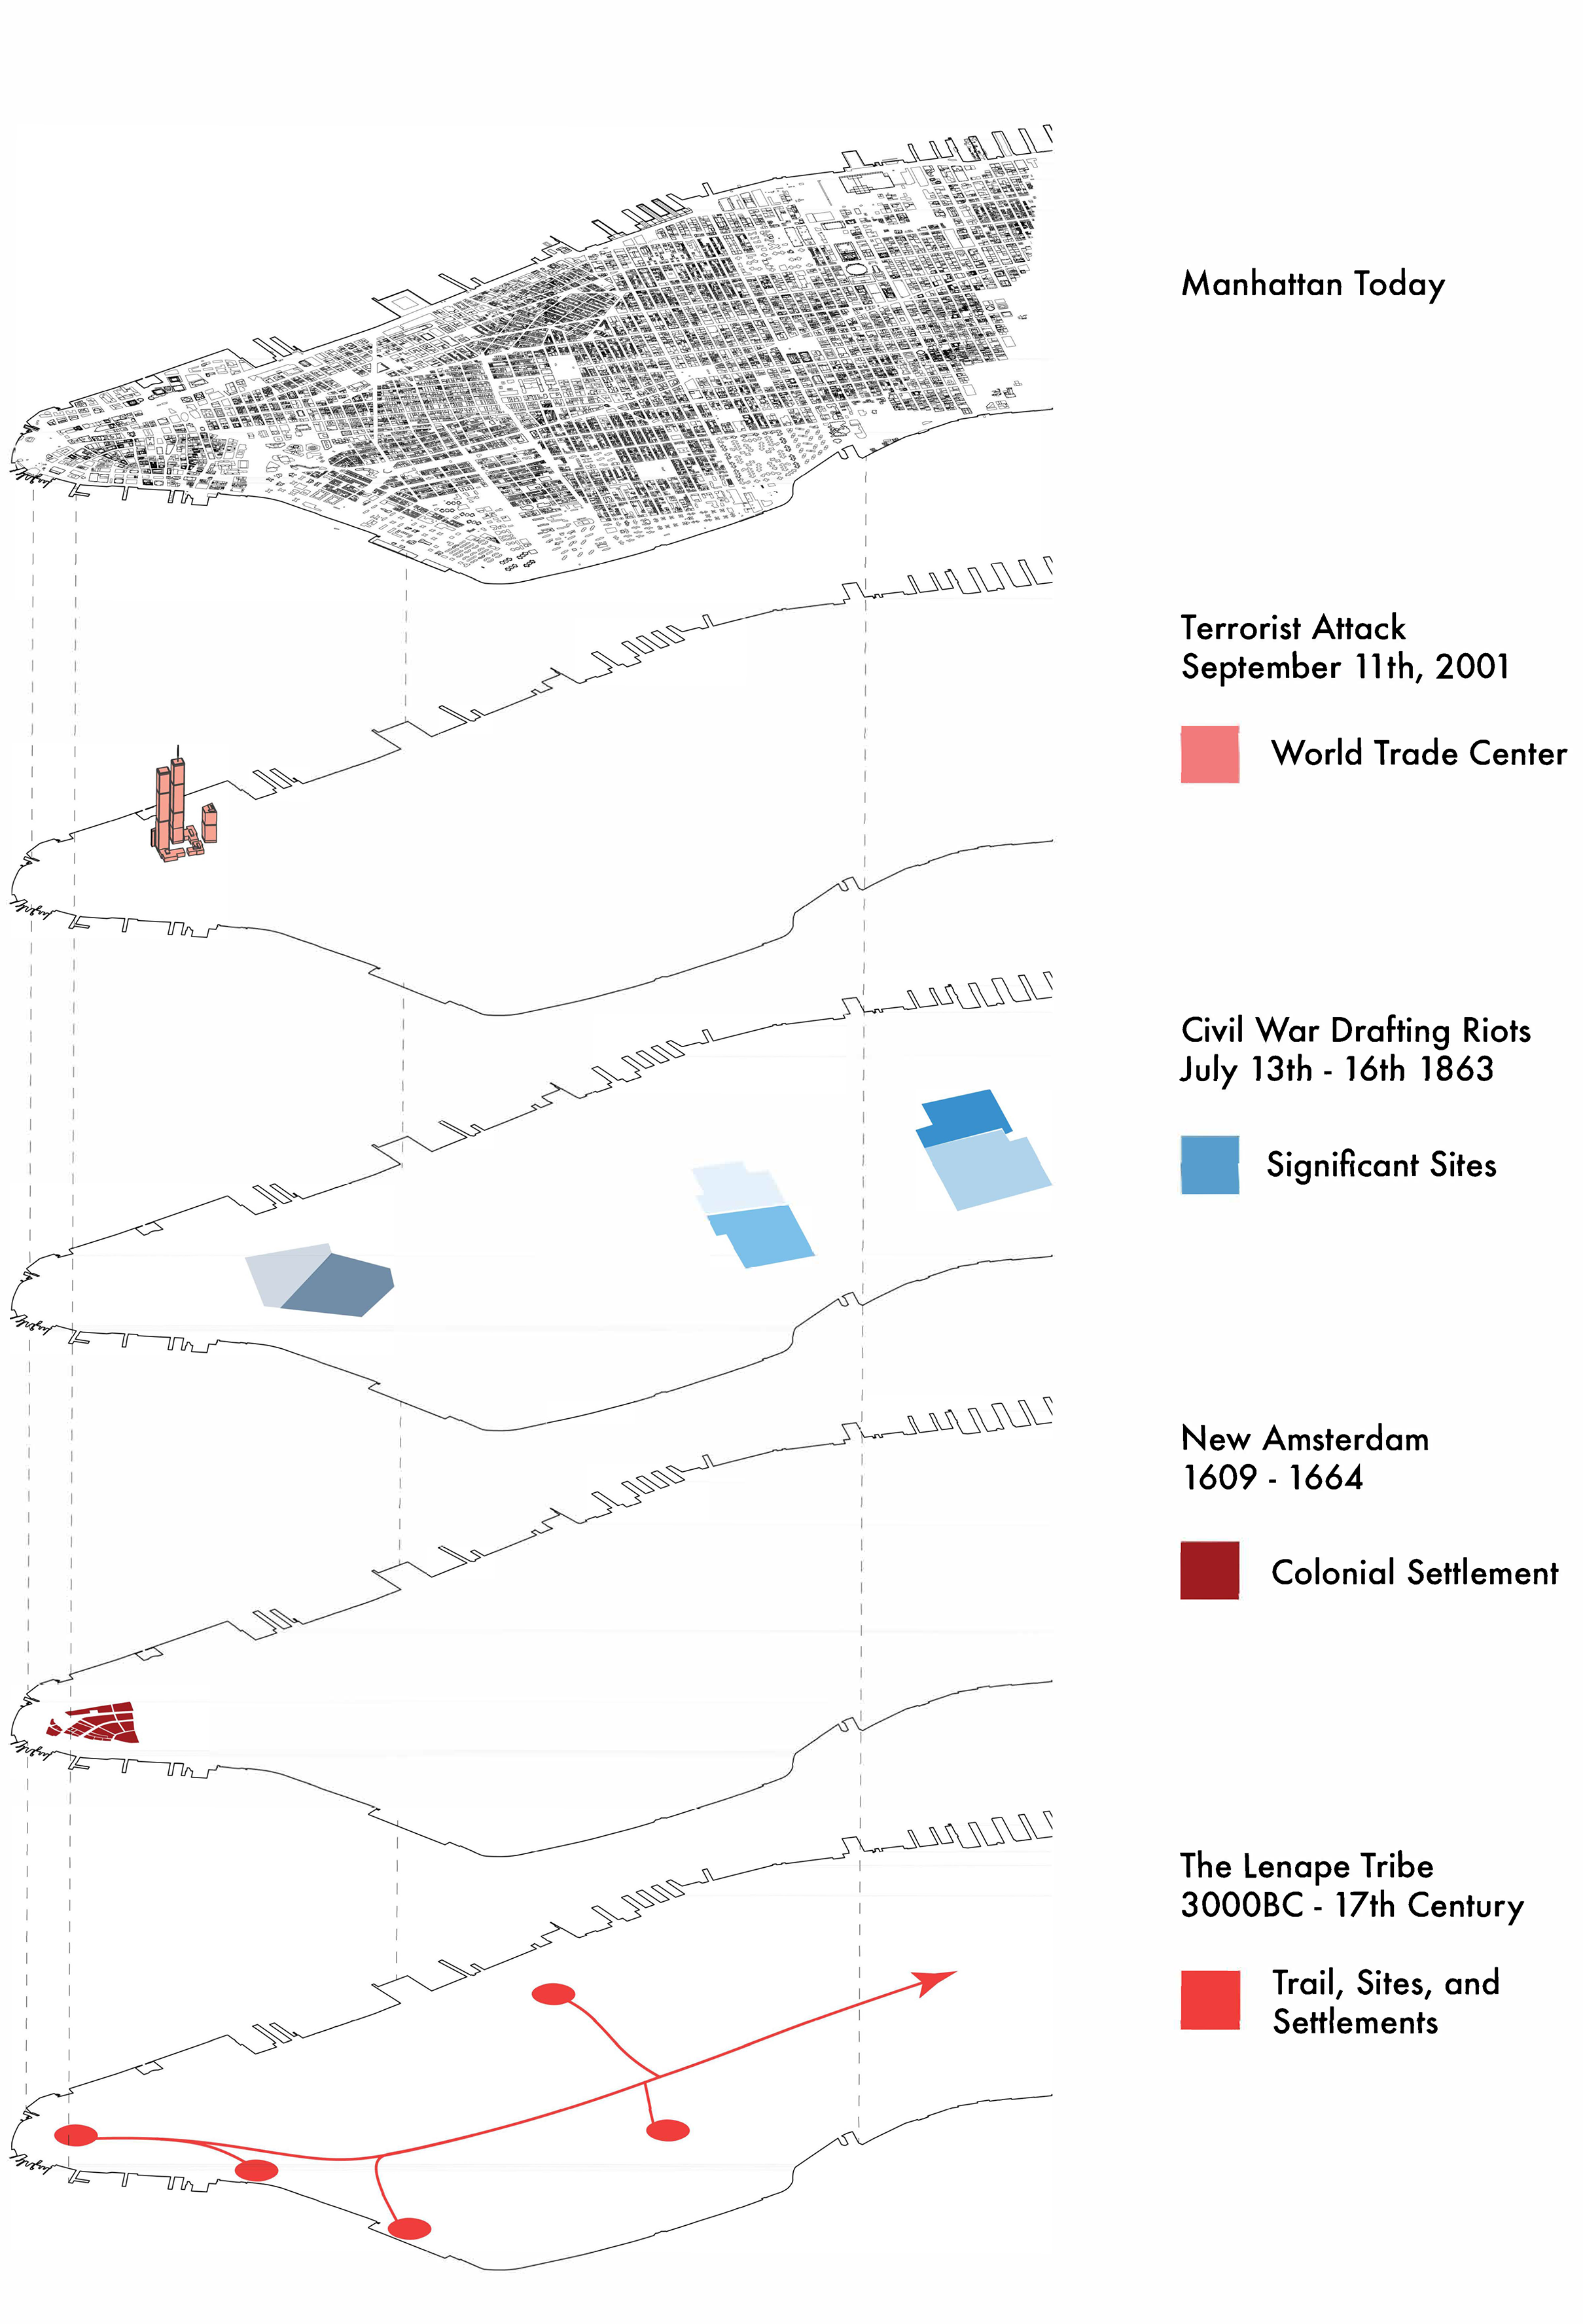 Manhattan Today
Terrorist Attack
September 11th, 2001
World Trade Center
Civil War Drafting Riots
July 13th - 16th 1863
Significant Sites
New Amsterdam
1609 - 1664
Colonial Settlement
The Lenape Tribe
3000BC - 17th Century
Trail, Sites, and
Settlements